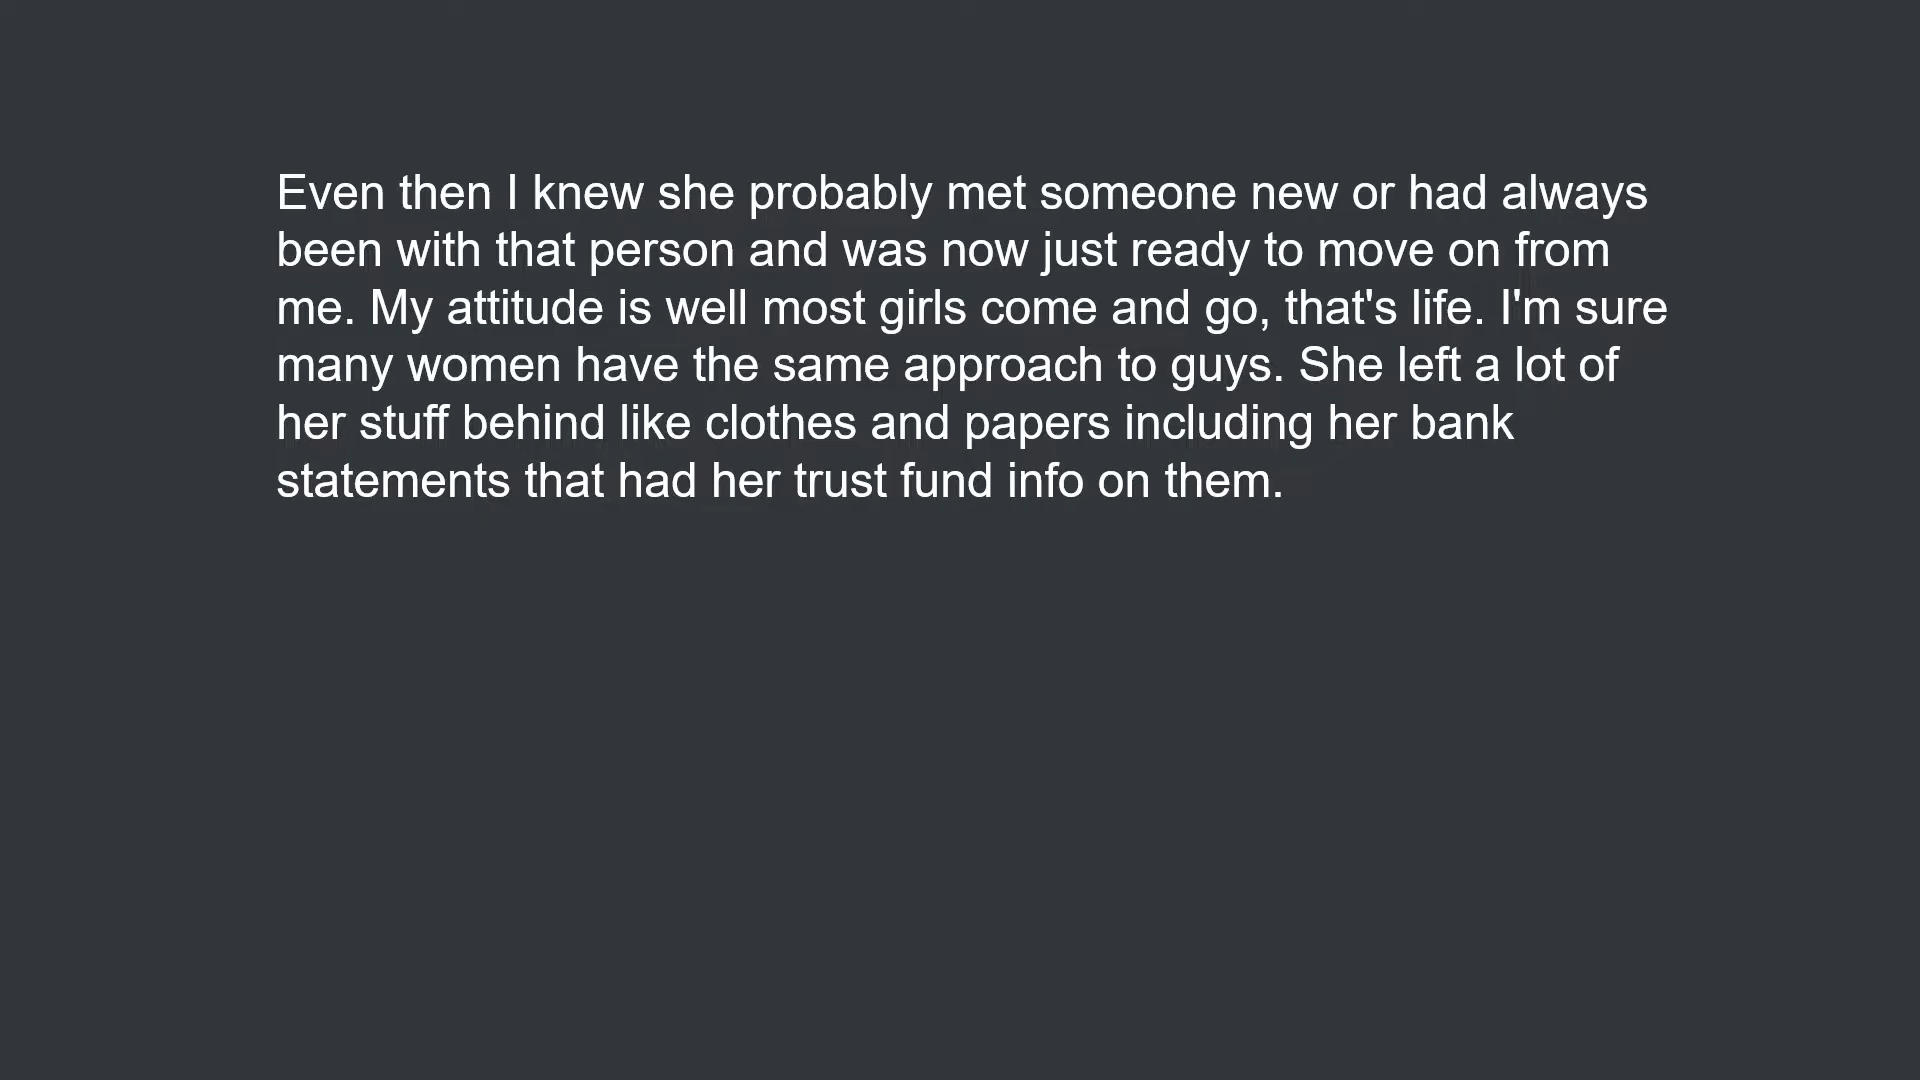 Even then I knew she probably met someone new or had always
been with that person and was now just ready to move on from
me. My attitude is well most girls come and go, that's life. I'm sure
many women have the same approach to guys. She left a lot of
her stuff behind like clothes and papers including her bank
statements that had her trust fund info on them.